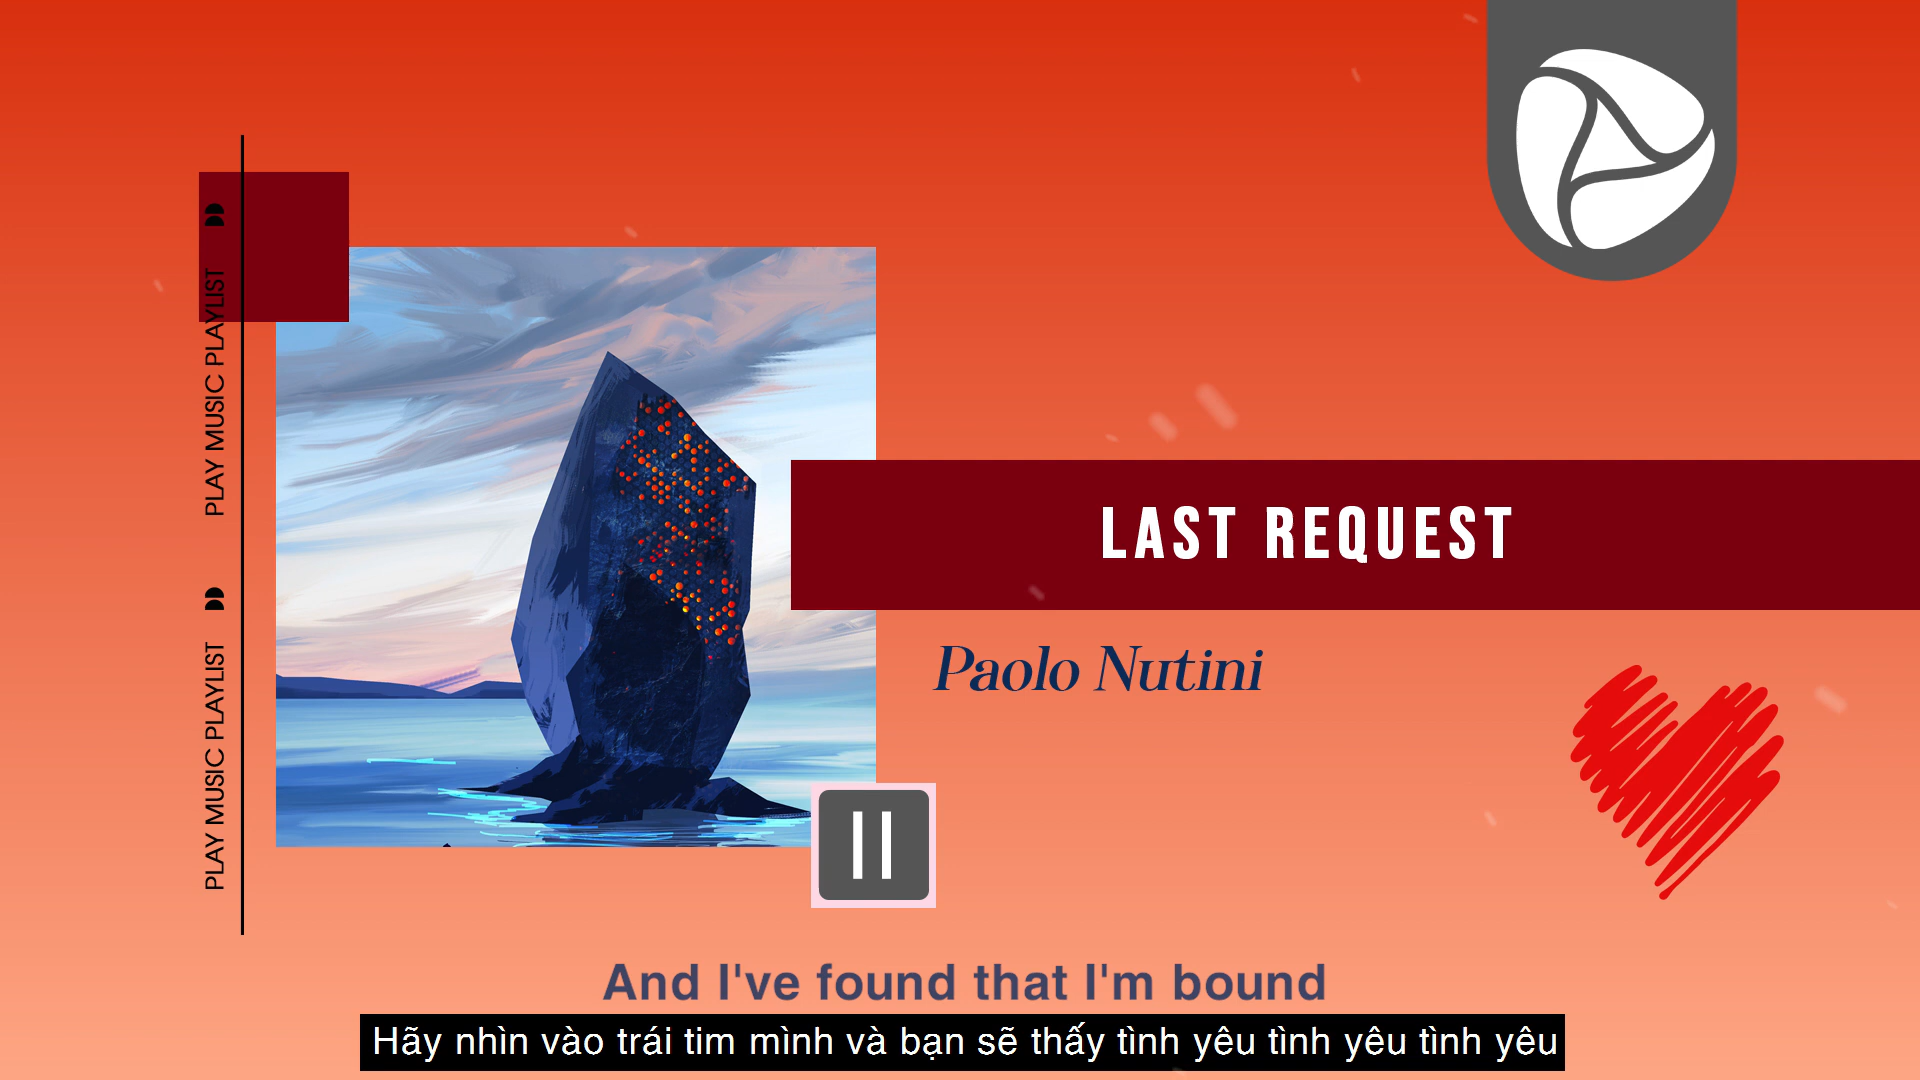 PLAY MUSIC PLAYLIST
PLAY MUSIC PLAYLIST
LAST REQUEST
Paolo Nutini
And I've found that I'm bound
Hãy nhìn vào trái tim mình và bạn sẽ thấy tình yêu tình yêu tình yêu